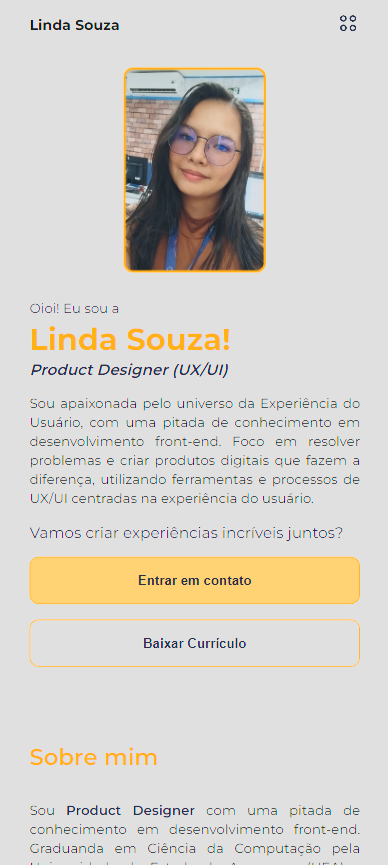 Linda Souza
Oioi! Eu sou a
Linda Souza!
Product Designer (UX/UI)
Sou apaixonada pelo universo da Experiência do
Usuário, com uma pitada de conhecimento em
desenvolvimento front-end. Foco em resolver
problemas e criar produtos digitais que fazem a
diferença, utilizando ferramentas e processos de
UX/UI centradas na experiência do usuário.
Vamos criar experiências incríveis juntos?
Entrar em contato
Baixar Currículo
Sobre mim
Sou Product Designer com uma pitada de
conhecimento em desenvolvimento front-end.
Graduanda em Ciência da Computação pela